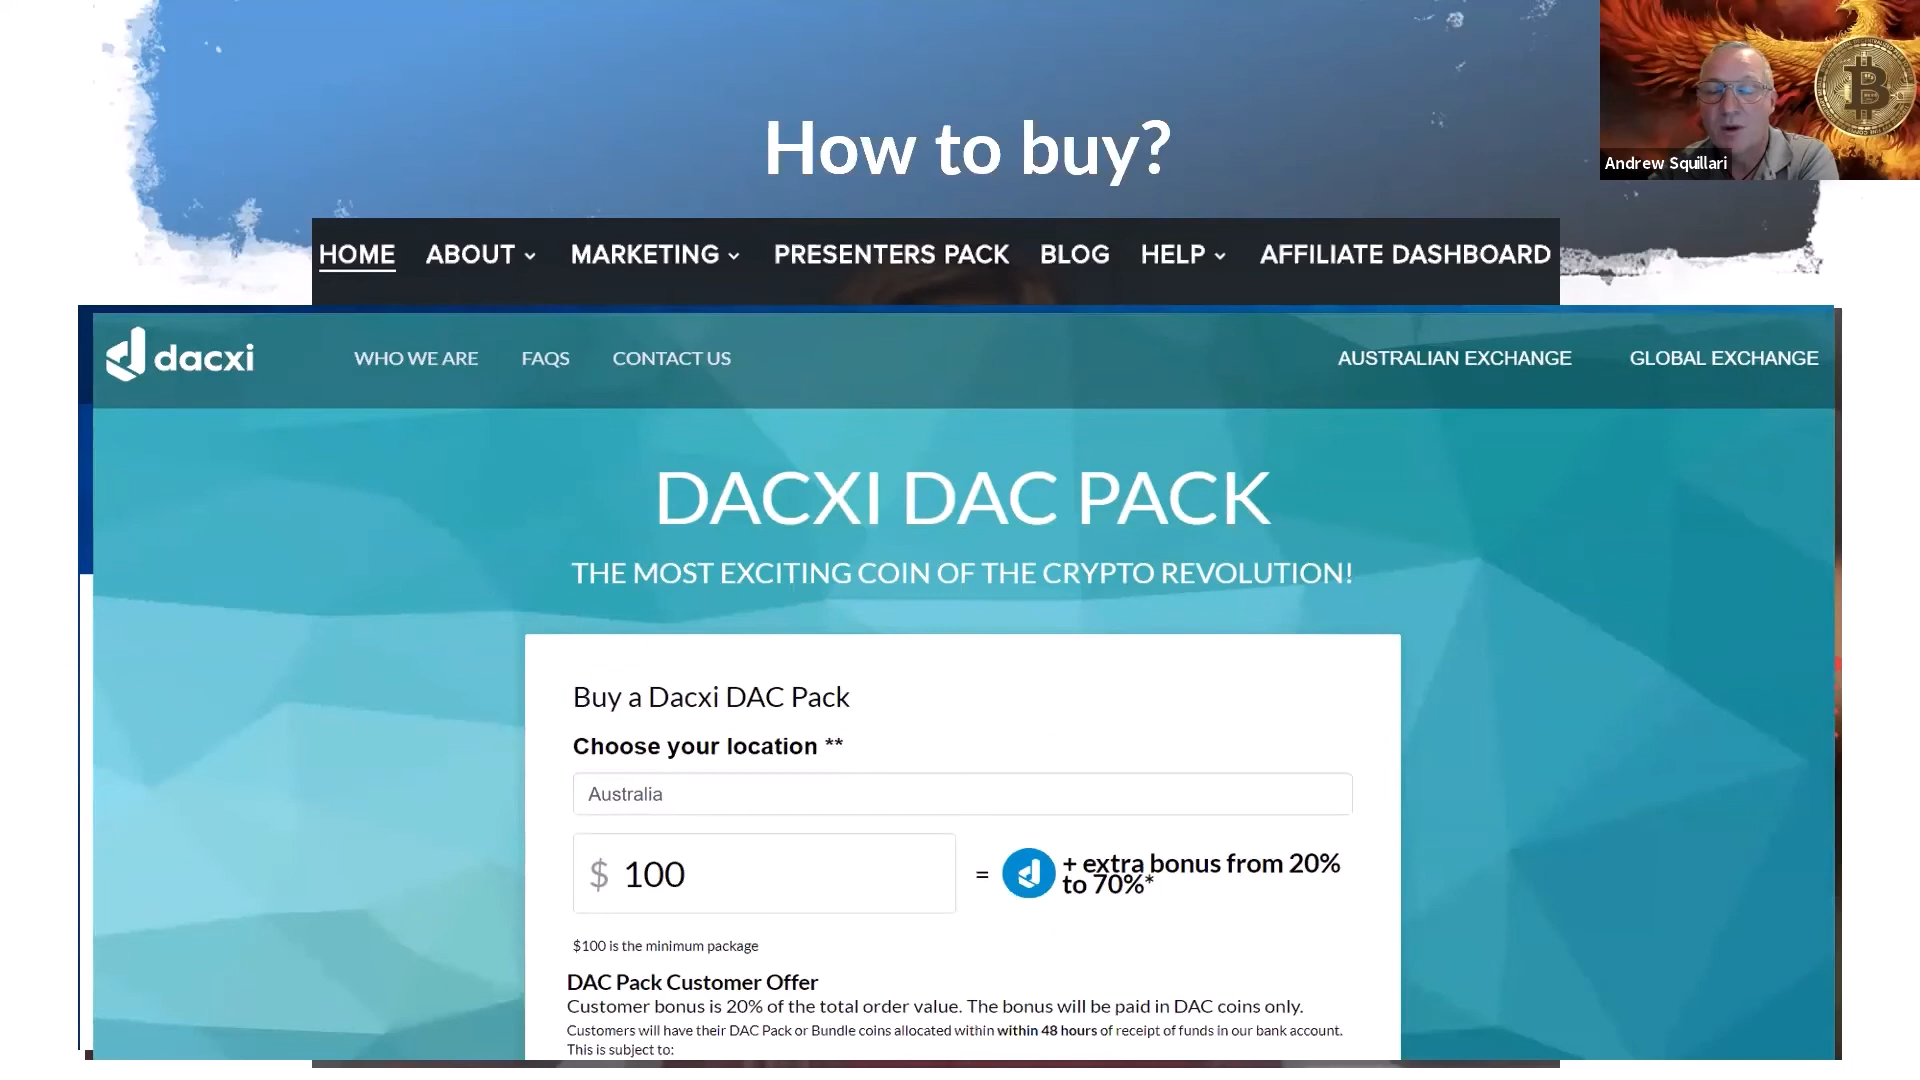 How to buy?
Andrew Squillari
HOME ABOUT MARKETING PRESENTERS PACK BLOG HELP AFFILIATE DASHBOARD
dacxi WHO WE ARE FAQS CONTACT US AUSTRALIAN EXCHANGE GLOBAL EXCHANGE
DACXI DAC PACK
THE MOST EXCITING COIN OF THE CRYPTO REVOLUTION!
Buy a Dacxi DAC Pack
Choose your location **
Australia
$ 100 = + extra bonus from 20%
to 70%*
$100 is the minimum package
DAC Pack Customer Offer
Customer bonus is 20% of the total order value. The bonus will be paid in DAC coins only.
Customers will have their DAC Pack or Bundle coins allocated within within 48 hours of receipt of funds in our bank account.
This is subject to: